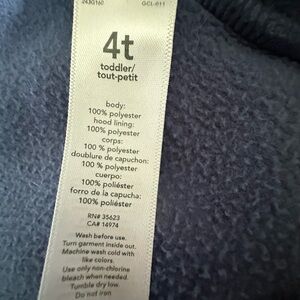 2430160 GCL-011
4t
toddler/
tout-petit
body:
100% polyester
hood lining:
100% polyester
corps:
100 % polyester
doublure de capuchon:
100 % polyester
cuerpo:
100% poliéster
forro de la capucha:
100% poliéster
RN# 35623
CA# 14974
Wash before use.
Turn garment inside out.
Machine wash cold with
like colors.
Use only non-chlorine
bleach when needed.
Tumble dry low.
Do not iron